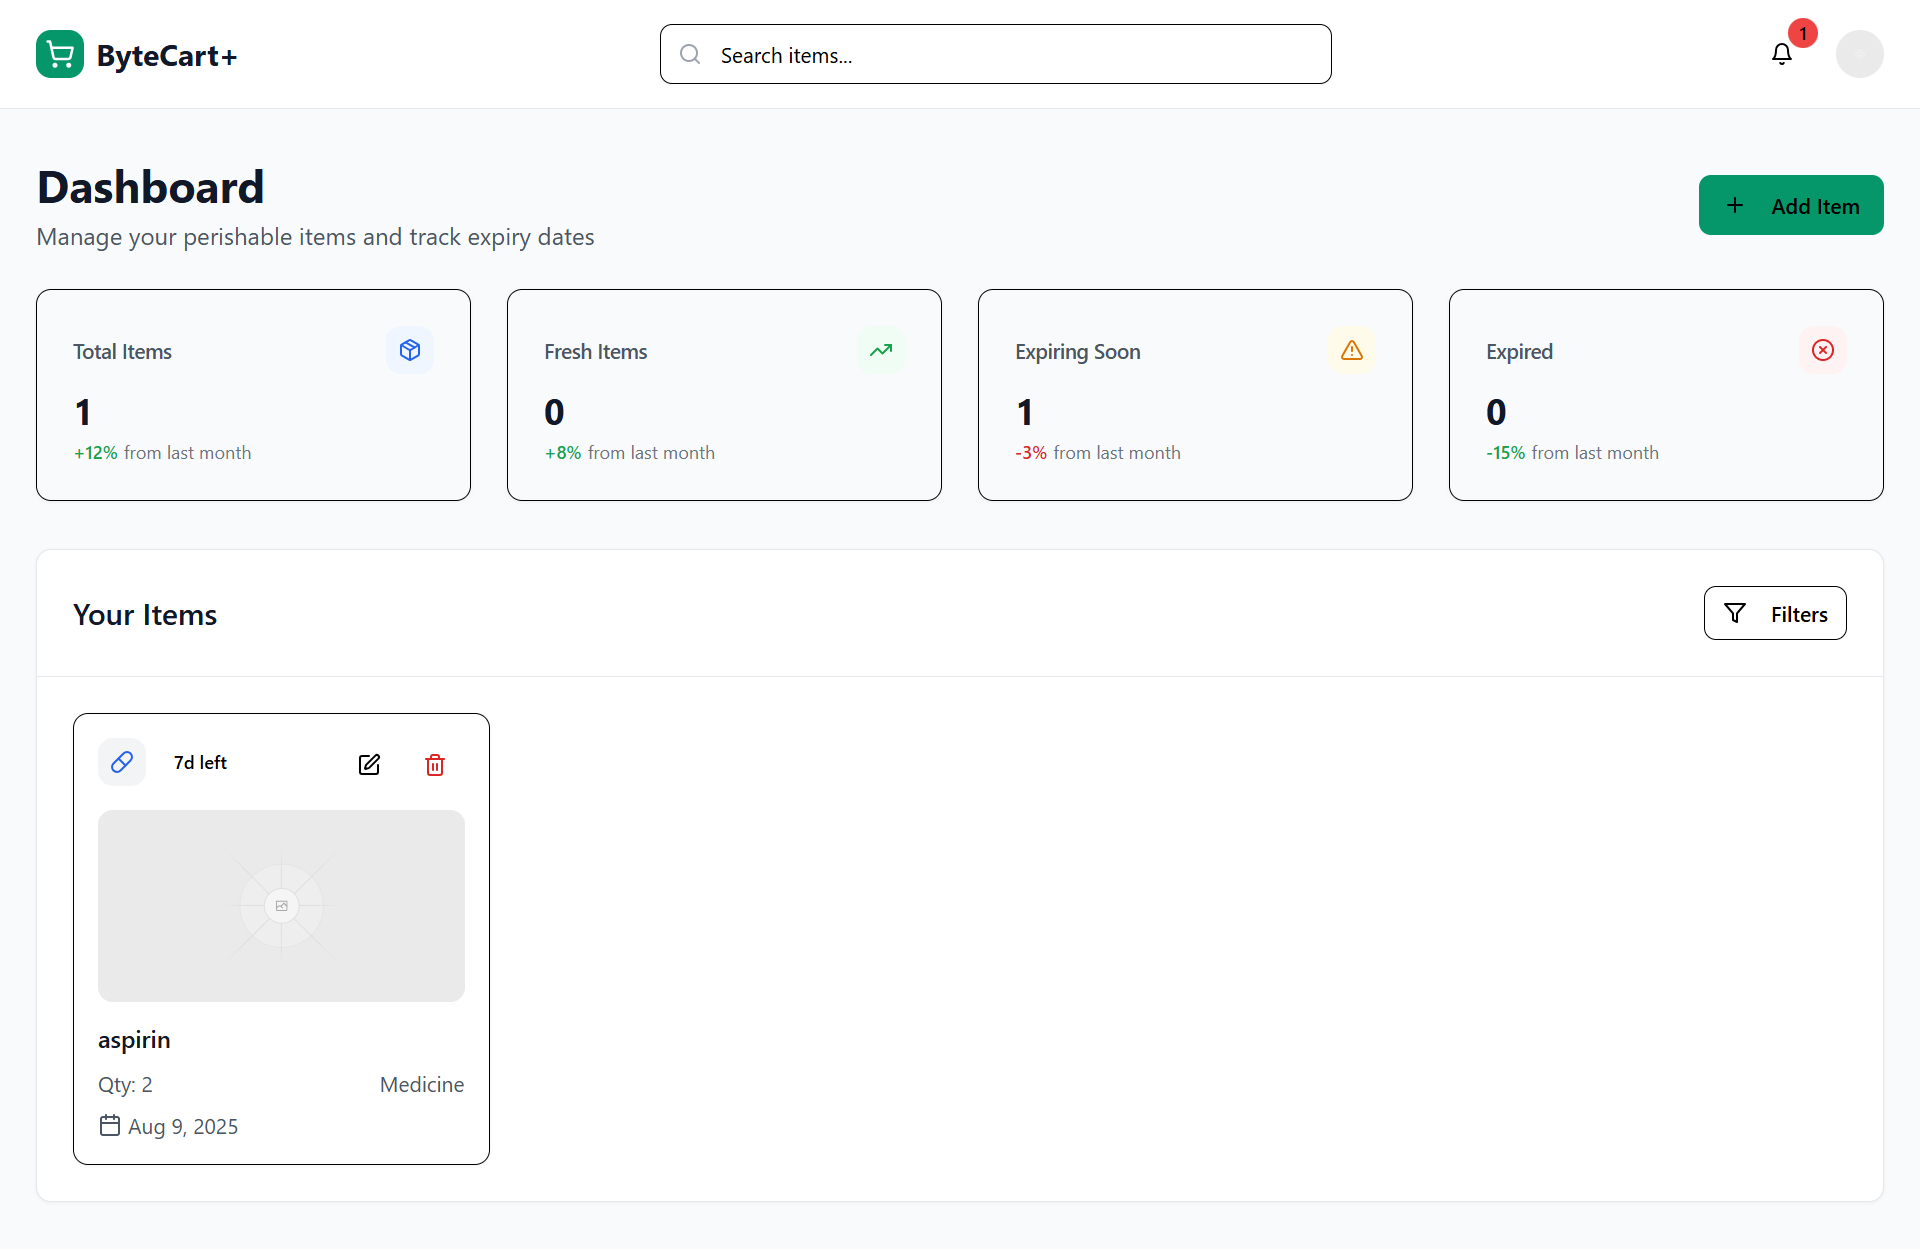 ByteCart+
Search items...
1
Dashboard
Manage your perishable items and track expiry dates
Add Item
Total Items
1
+12% from last month
Fresh Items
0
+8% from last month
Expiring Soon
1
-3% from last month
Expired
0
-15% from last month
Your Items
Filters
7d left
aspirin
Qty: 2
Medicine
Aug 9, 2025